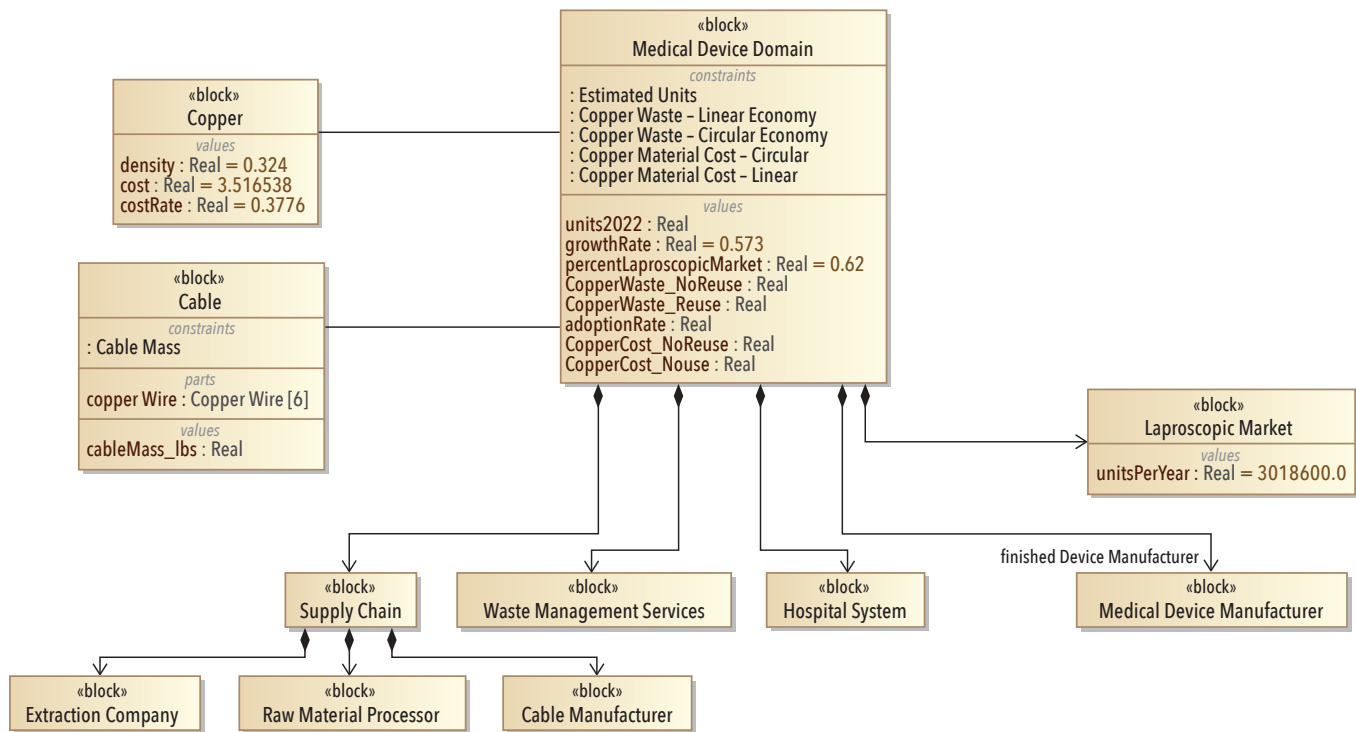 «block»
Medical Device Domain
constraints
: Estimated Units
: Copper Waste – Linear Economy
: Copper Waste – Circular Economy
: Copper Material Cost – Circular
: Copper Material Cost – Linear
values
units2022 : Real
growthRate : Real = 0.573
percentLaproscopicMarket : Real = 0.62
CopperWaste_NoReuse : Real
CopperWaste_Reuse : Real
adoptionRate : Real
CopperCost_NoReuse : Real
CopperCost_Nouse : Real
«block»
Copper
values
density : Real = 0.324
cost : Real = 3.516538
costRate : Real = 0.3776
«block»
Cable
constraints
: Cable Mass
parts
copper Wire : Copper Wire [6]
values
cableMass_lbs : Real
«block»
Laproscopic Market
values
unitsPerYear : Real = 3018600.0
finished Device Manufacturer
«block»
Supply Chain
«block»
Waste Management Services
«block»
Hospital System
«block»
Medical Device Manufacturer
«block»
Extraction Company
«block»
Raw Material Processor
«block»
Cable Manufacturer